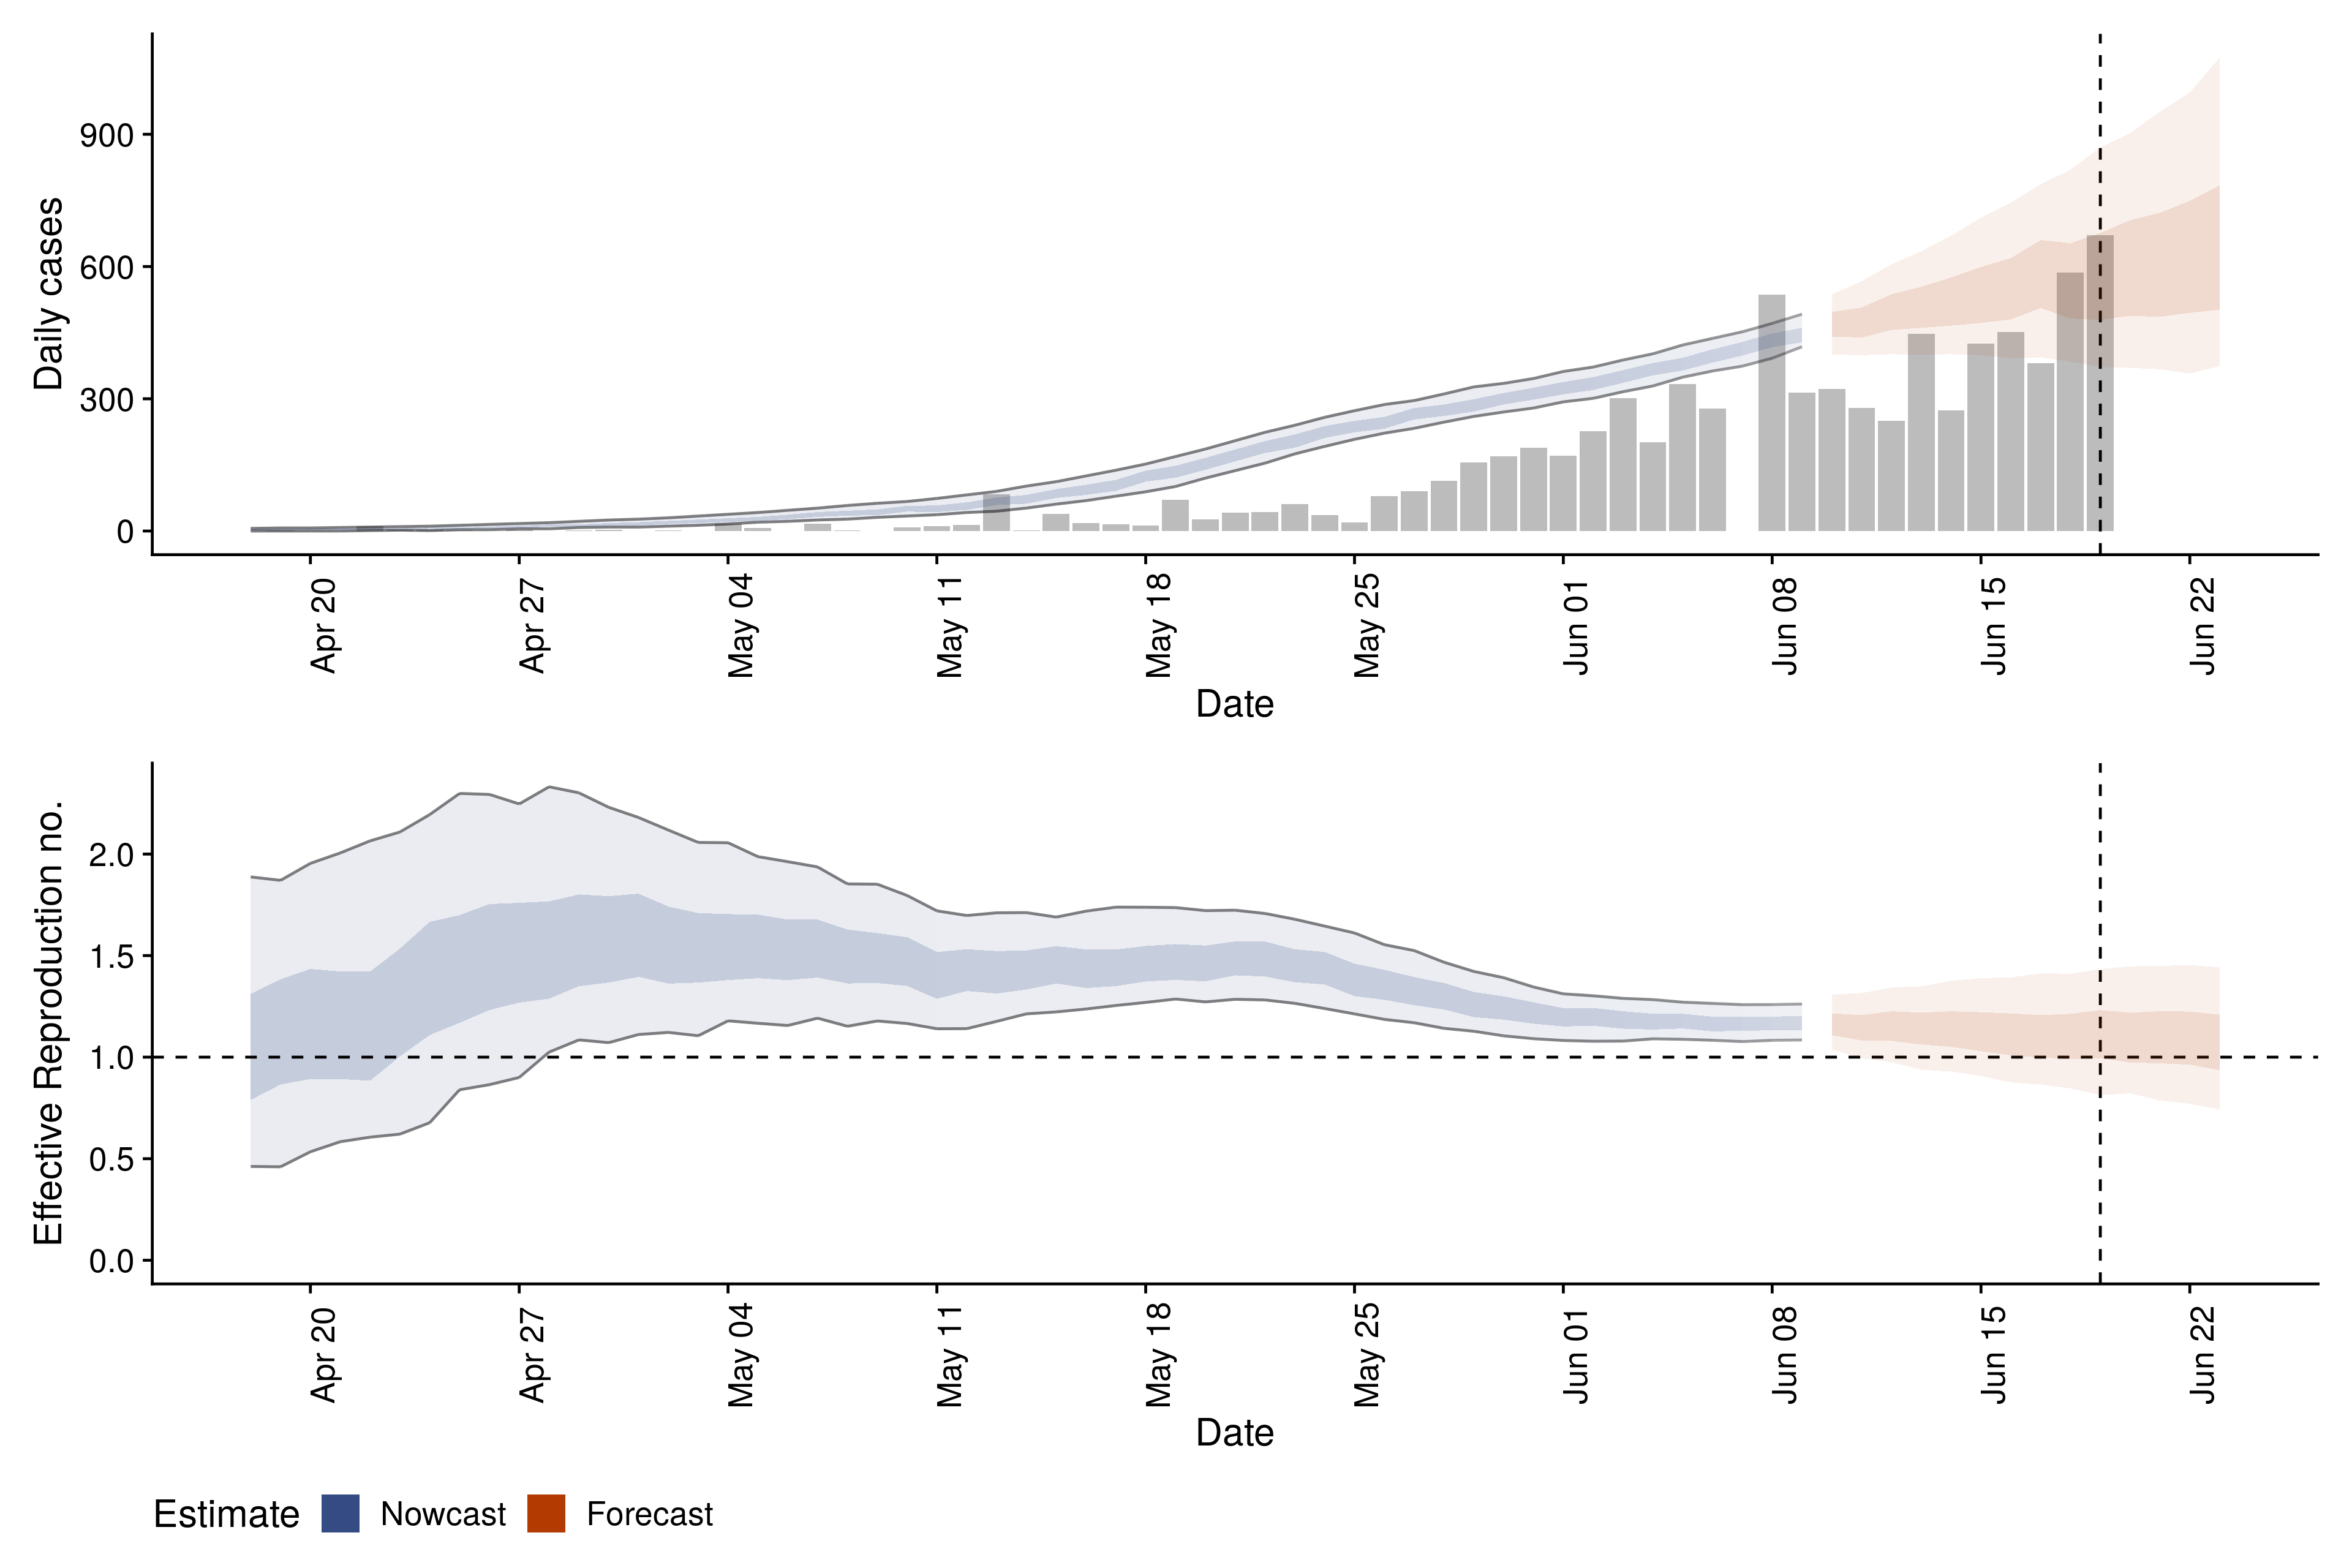 Daily cases
900
600
300
0
Apr 20
Apr 27
May 04
May 11
May 18
May 25
Jun 01
Jun 08
Jun 15
Jun 22
Date
Effective Reproduction no.
2.0
1.5
1.0
0.5
0.0
Apr 20
Apr 27
May 04
May 11
May 18
May 25
Jun 01
Jun 08
Jun 15
Jun 22
Date
Estimate Nowcast Forecast